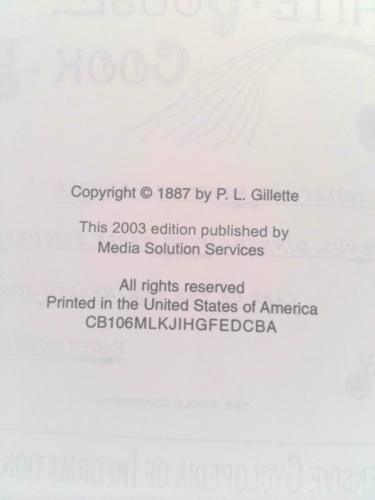 Copyright © 1887 by P. L. Gillette
This 2003 edition published by
Media Solution Services
All rights reserved
Printed in the United States of America
CB106MLKJIHGFEDCBA